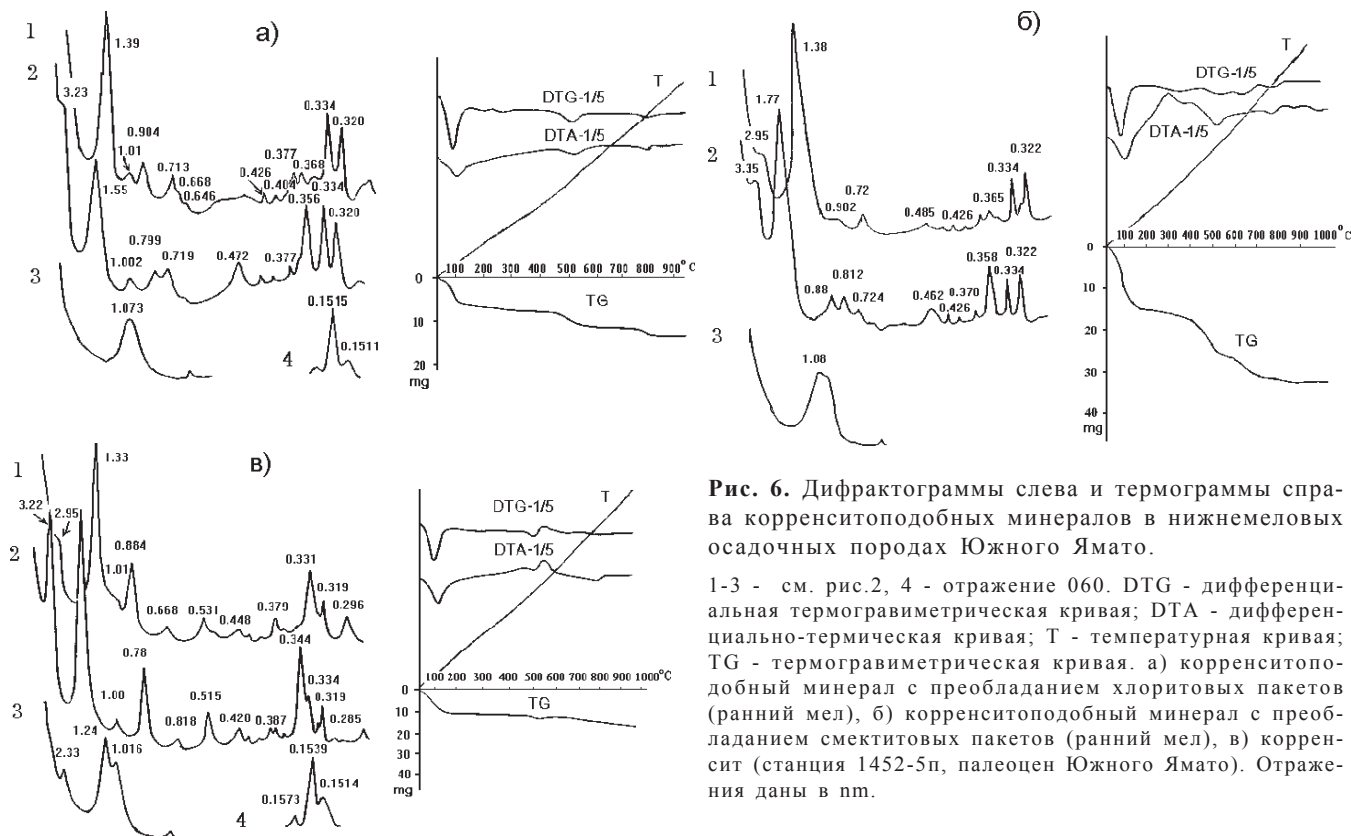 а)
1
2
3
4
1.39
3.23
1.01
0.904
0.713
0.668
0.646
0.426
0.404
0.377
0.368
0.334
0.320
1.55
1.002
0.799
0.719
0.472
0.377
0.356
0.334
0.320
1.073
0.1515
0.1511
DTG-1/5
DTA-1/5
T
0 100 200 300 400 500 600 700 800 900 °C
TG
10
20
mg
б)
1
2
3
1.38
1.77
2.95
3.35
0.902
0.72
0.485
0.426
0.365
0.334
0.322
0.88
0.812
0.724
0.462
0.426
0.370
0.358
0.334
0.322
1.08
DTG-1/5
DTA-1/5
T
0 100 200 300 400 500 600 700 800 900 1000 °C
TG
10
20
30
40
mg
в)
1
2
3
4
1.33
3.22
2.95
1.01
0.884
0.668
0.531
0.448
0.379
0.331
0.319
0.296
0.78
1.00
0.818
0.515
0.420
0.387
0.344
0.334
0.319
0.285
1.24
1.016
2.33
0.1573
0.1539
0.1514
DTG-1/5
DTA-1/5
T
0 100 200 300 400 500 600 700 800 900 1000 °C
TG
10
20
30
40
mg
Рис. 6. Дифрактограммы слева и термограммы спра-
ва корренситоподобных минералов в нижнемеловых
осадочных породах Южного Ямато.
1-3 - см. рис.2, 4 - отражение 060. DTG - дифференци-
альная термогравиметрическая кривая; DTA - дифферен-
циально-термическая кривая; T - температурная кривая;
TG - термогравиметрическая кривая. а) корренситопо-
добный минерал с преобладанием хлоритовых пакетов
(ранний мел), б) корренситоподобный минерал с преоб-
ладанием смектитовых пакетов (ранний мел), в) коррен-
сит (станция 1452-5п, палеоцен Южного Ямато). Отраже-
ния даны в nm.